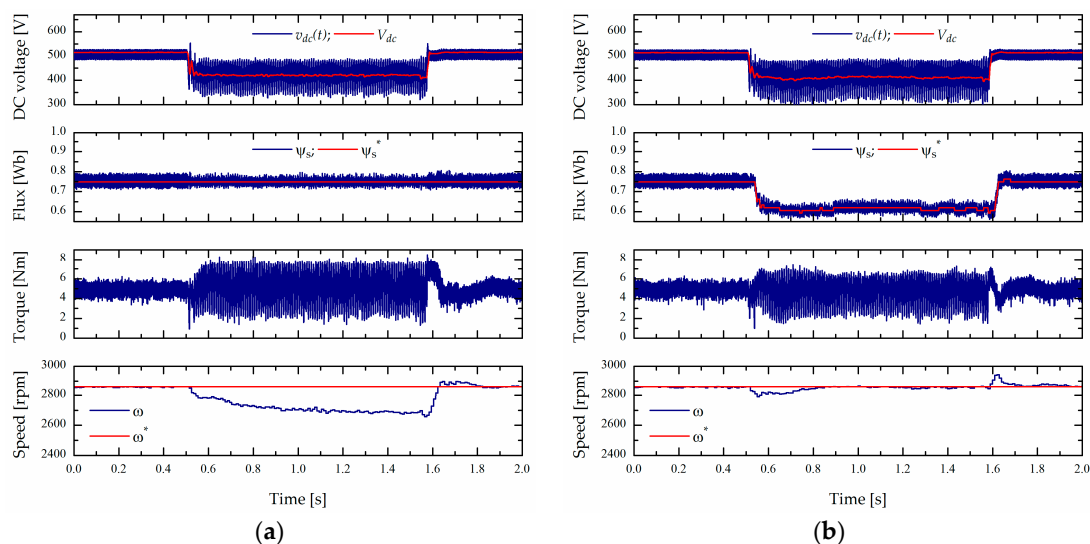 DC voltage [V]
600
500
400
300
v_dc(t); V_dc
Flux [Wb]
1.0
0.9
0.8
0.7
0.6
ψ_s; ψ_s*
Torque [Nm]
8
6
4
2
0
Speed [rpm]
3000
2800
2600
2400
ω
ω*
0.0 0.2 0.4 0.6 0.8 1.0 1.2 1.4 1.6 1.8 2.0
Time [s]
(a)
DC voltage [V]
600
500
400
300
v_dc(t); V_dc
Flux [Wb]
1.0
0.9
0.8
0.7
0.6
ψ_s; ψ_s*
Torque [Nm]
8
6
4
2
0
Speed [rpm]
3000
2800
2600
2400
ω
ω*
0.0 0.2 0.4 0.6 0.8 1.0 1.2 1.4 1.6 1.8 2.0
Time [s]
(b)